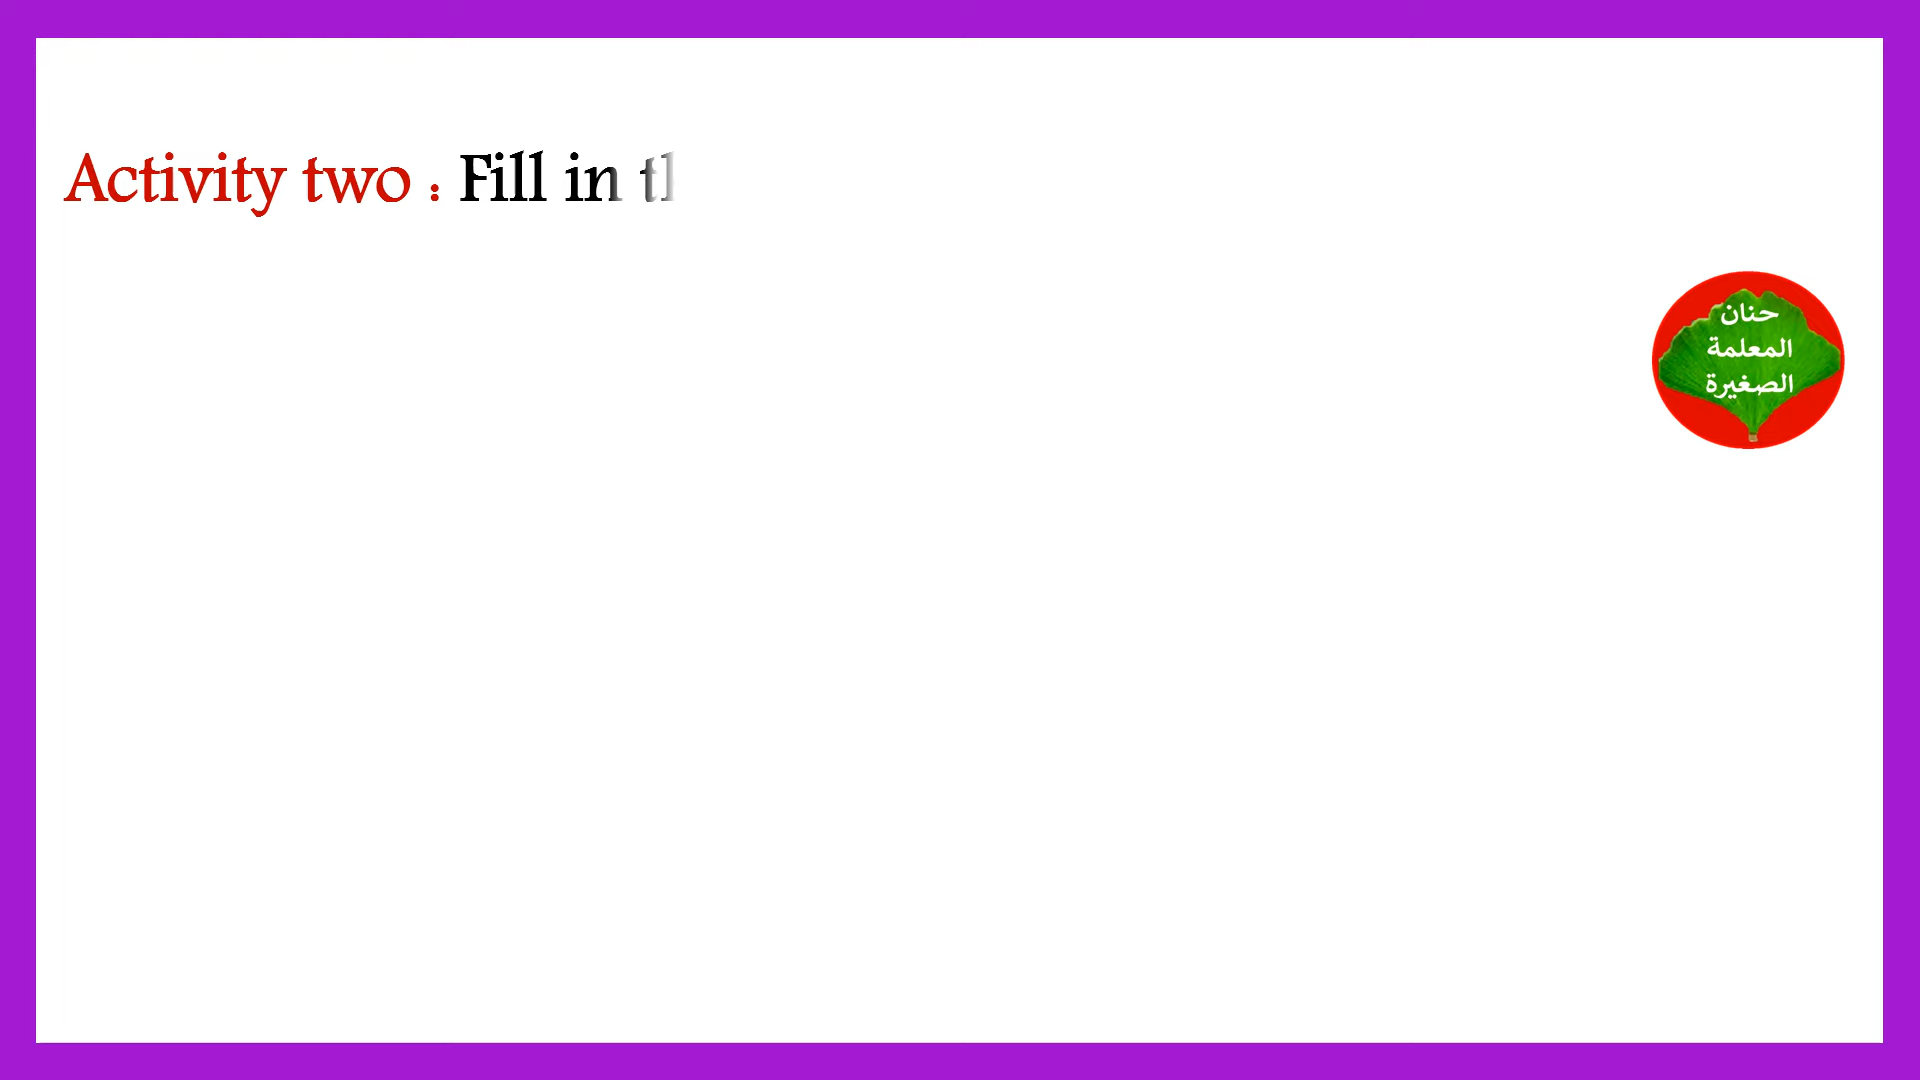 Activity two : Fill in
حنان
المعلمة
الصغيرة